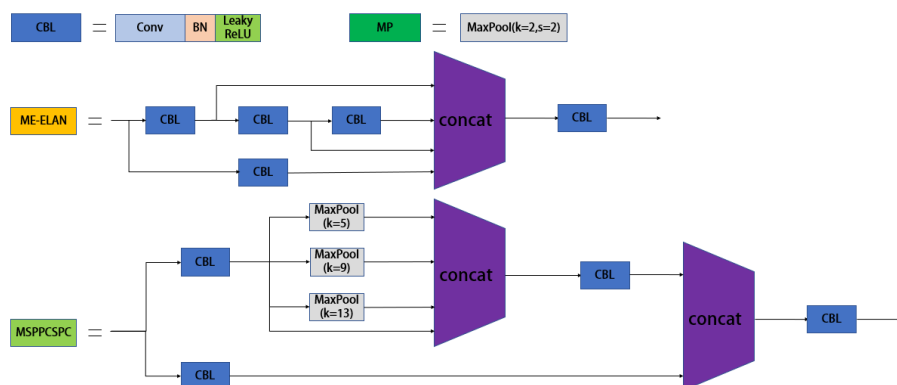 CBL = Conv BN Leaky
ReLU
MP = MaxPool(k=2,s=2)
ME-ELAN = CBL CBL CBL concat CBL
CBL
MaxPool
(k=5)
CBL MaxPool
(k=9)
concat CBL
MaxPool
(k=13)
MSPPCSPC = concat CBL
CBL